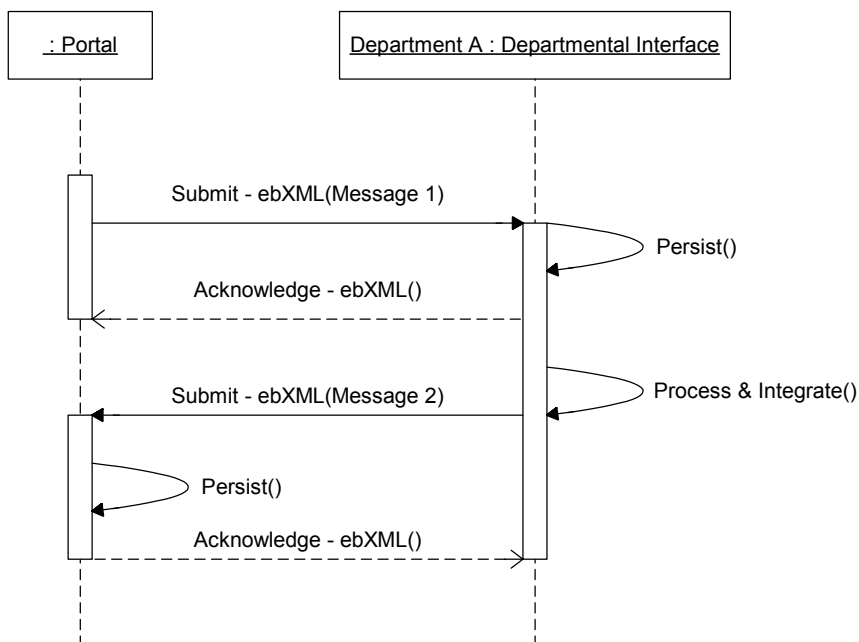 : Portal
Department A : Departmental Interface
Submit - ebXML(Message 1)
Persist()
Acknowledge - ebXML()
Process & Integrate()
Submit - ebXML(Message 2)
Persist()
Acknowledge - ebXML()